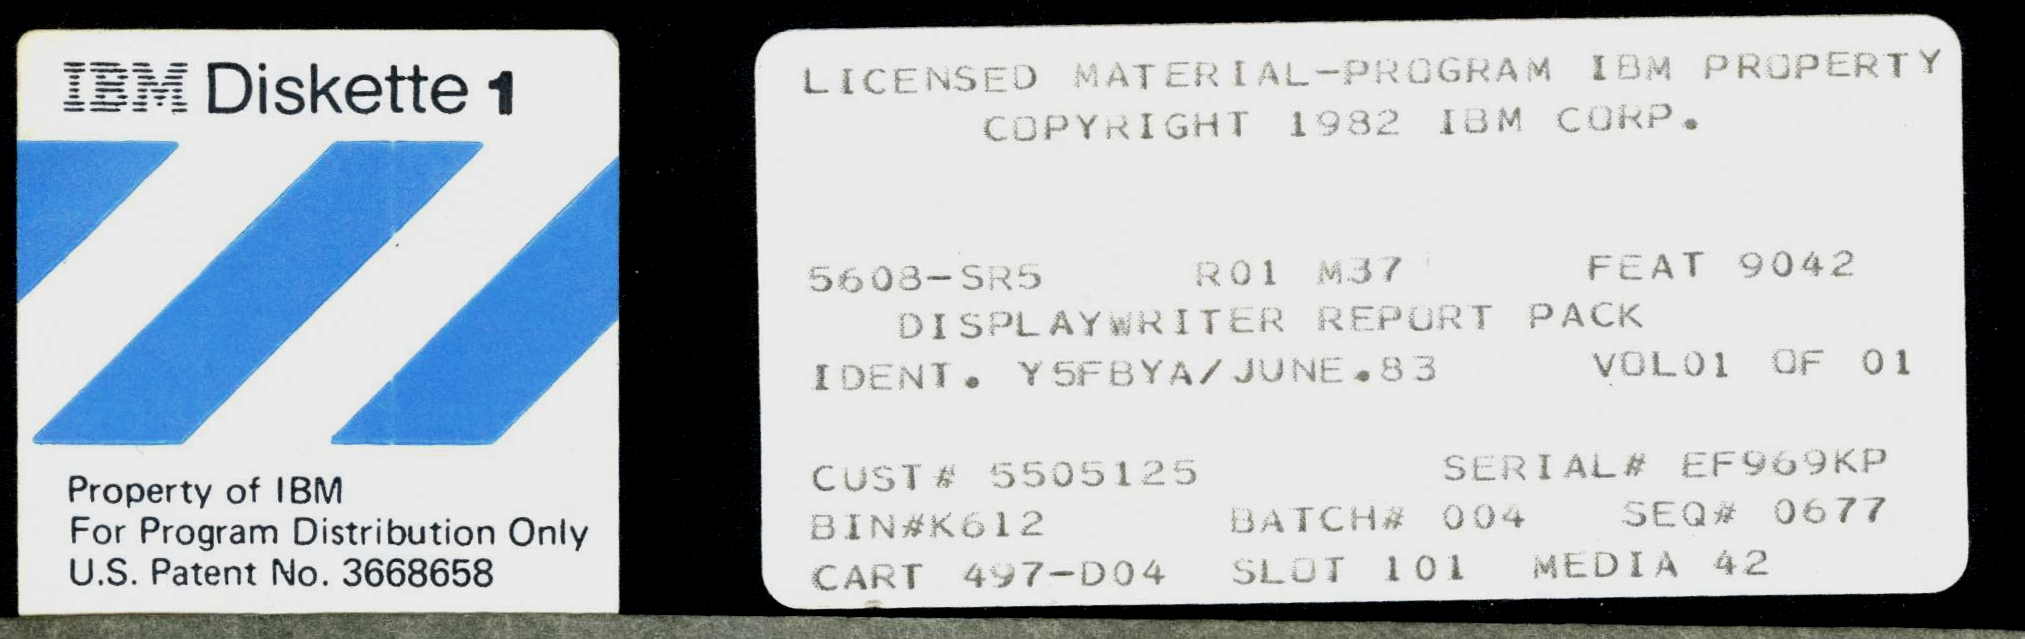 IBM Diskette 1
Property of IBM
For Program Distribution Only
U.S. Patent No. 3668658
LICENSED MATERIAL-PROGRAM IBM PROPERTY
COPYRIGHT 1982 IBM CORP.
5608-SR5 R01 M37 FEAT 9042
DISPLAYWRITER REPORT PACK
IDENT. Y5FBYA/JUNE.83 VOL01 OF 01
CUST# 5505125 SERIAL# EF969KP
BIN#K612 BATCH# 004 SEQ# 0677
CART 497-D04 SLOT 101 MEDIA 42